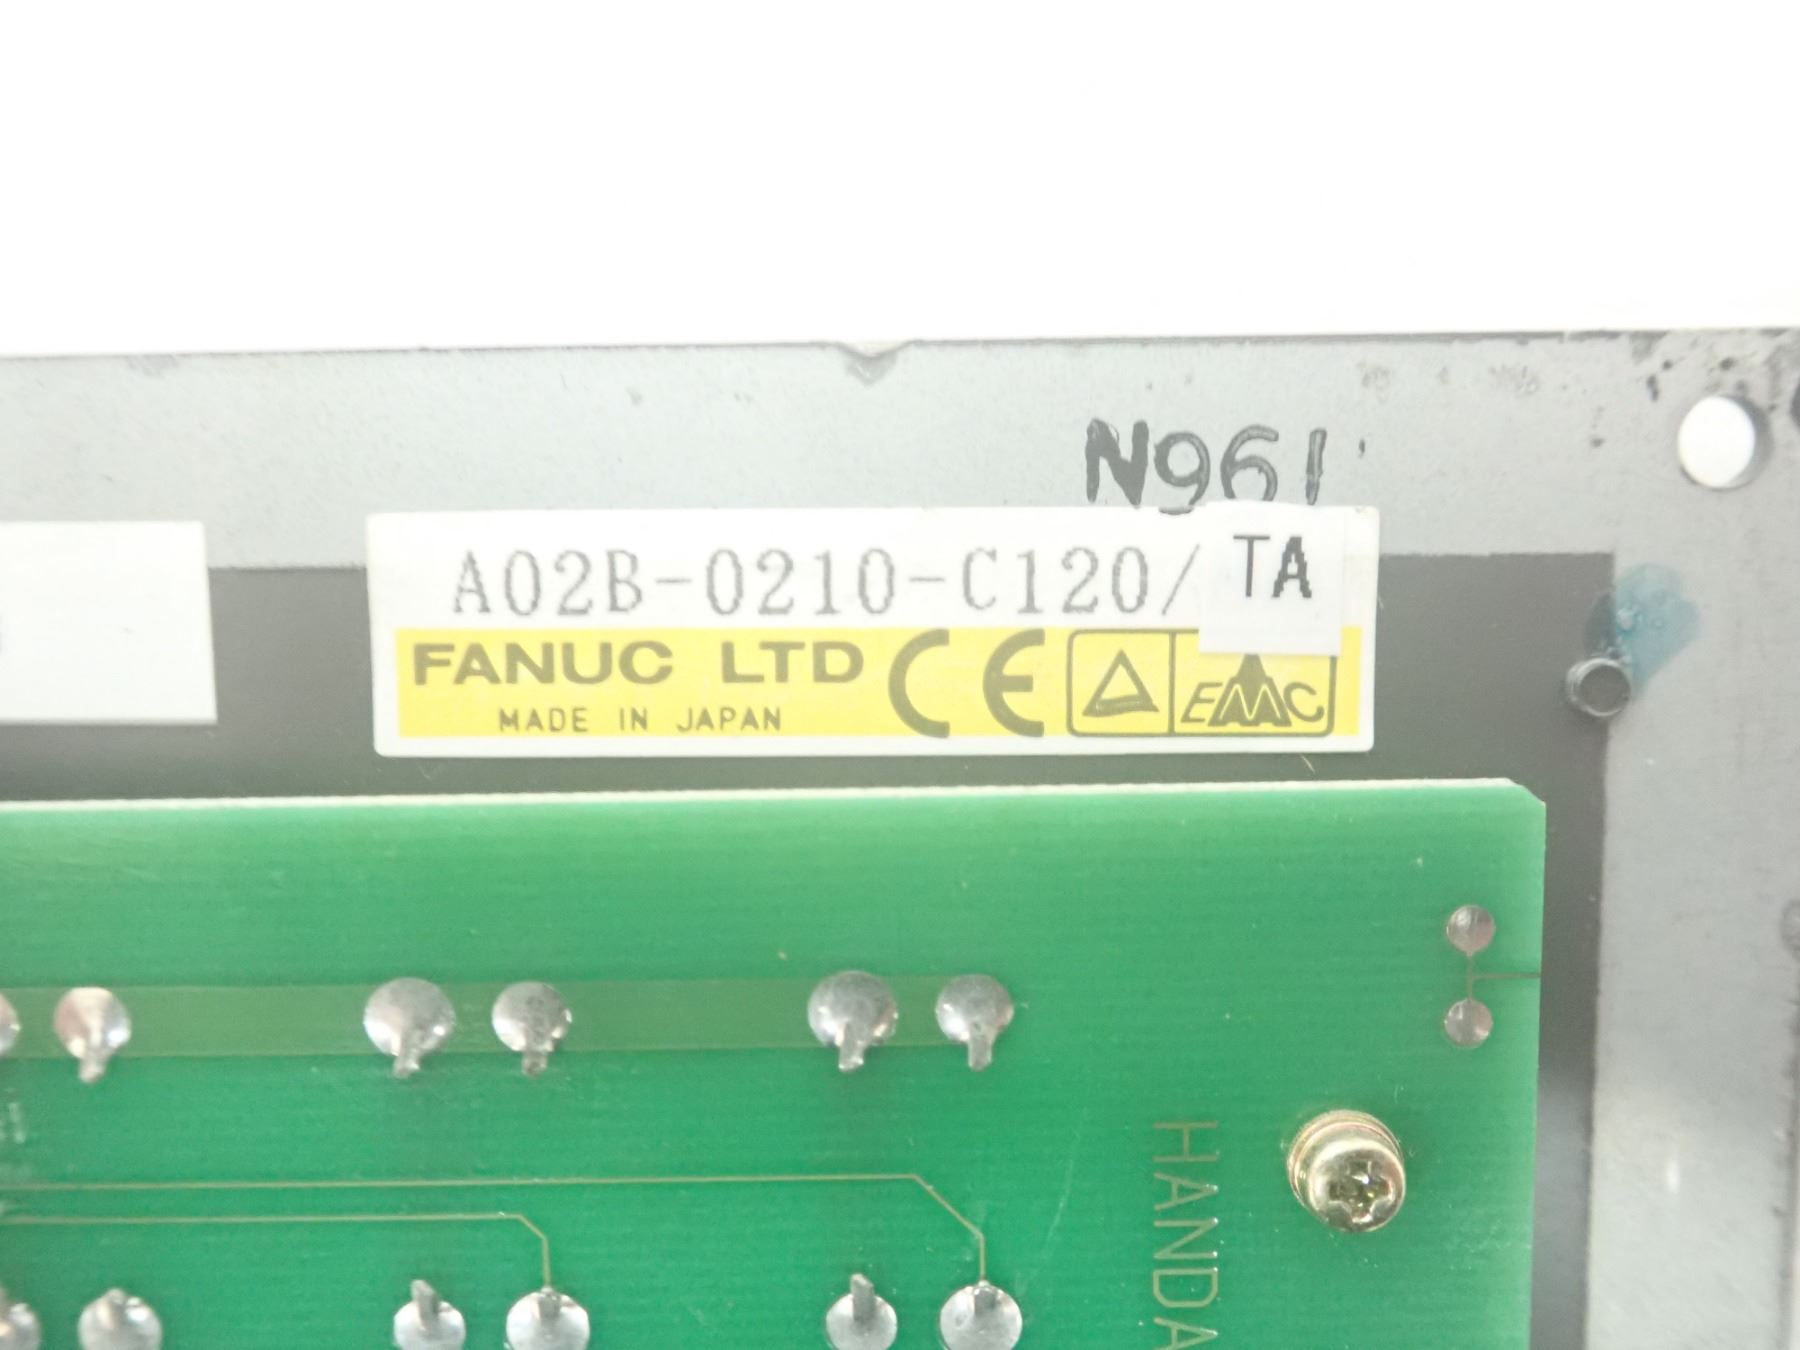 N961
A02B-0210-C120/TA
FANUC LTD CE EMC
MADE IN JAPAN
HANDA